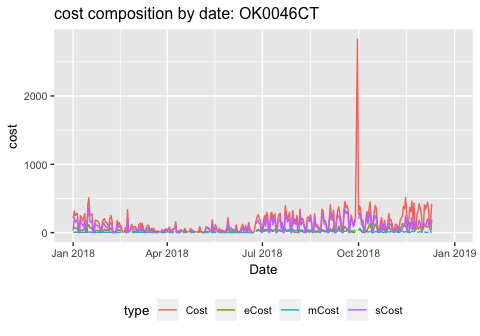 cost composition by date: OK0046CT
cost
2000
1000
0
Jan 2018 Apr 2018 Jul 2018 Oct 2018 Jan 2019
Date
type Cost eCost mCost sCost